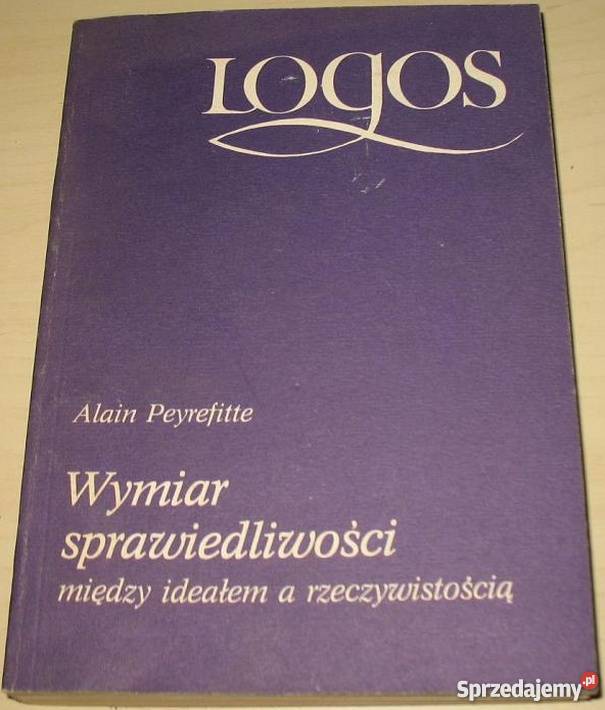 LOGOS
Alain Peyrefitte
Wymiar
sprawiedliwości
między ideałem a rzeczywistością
Sprzedajemy.pl